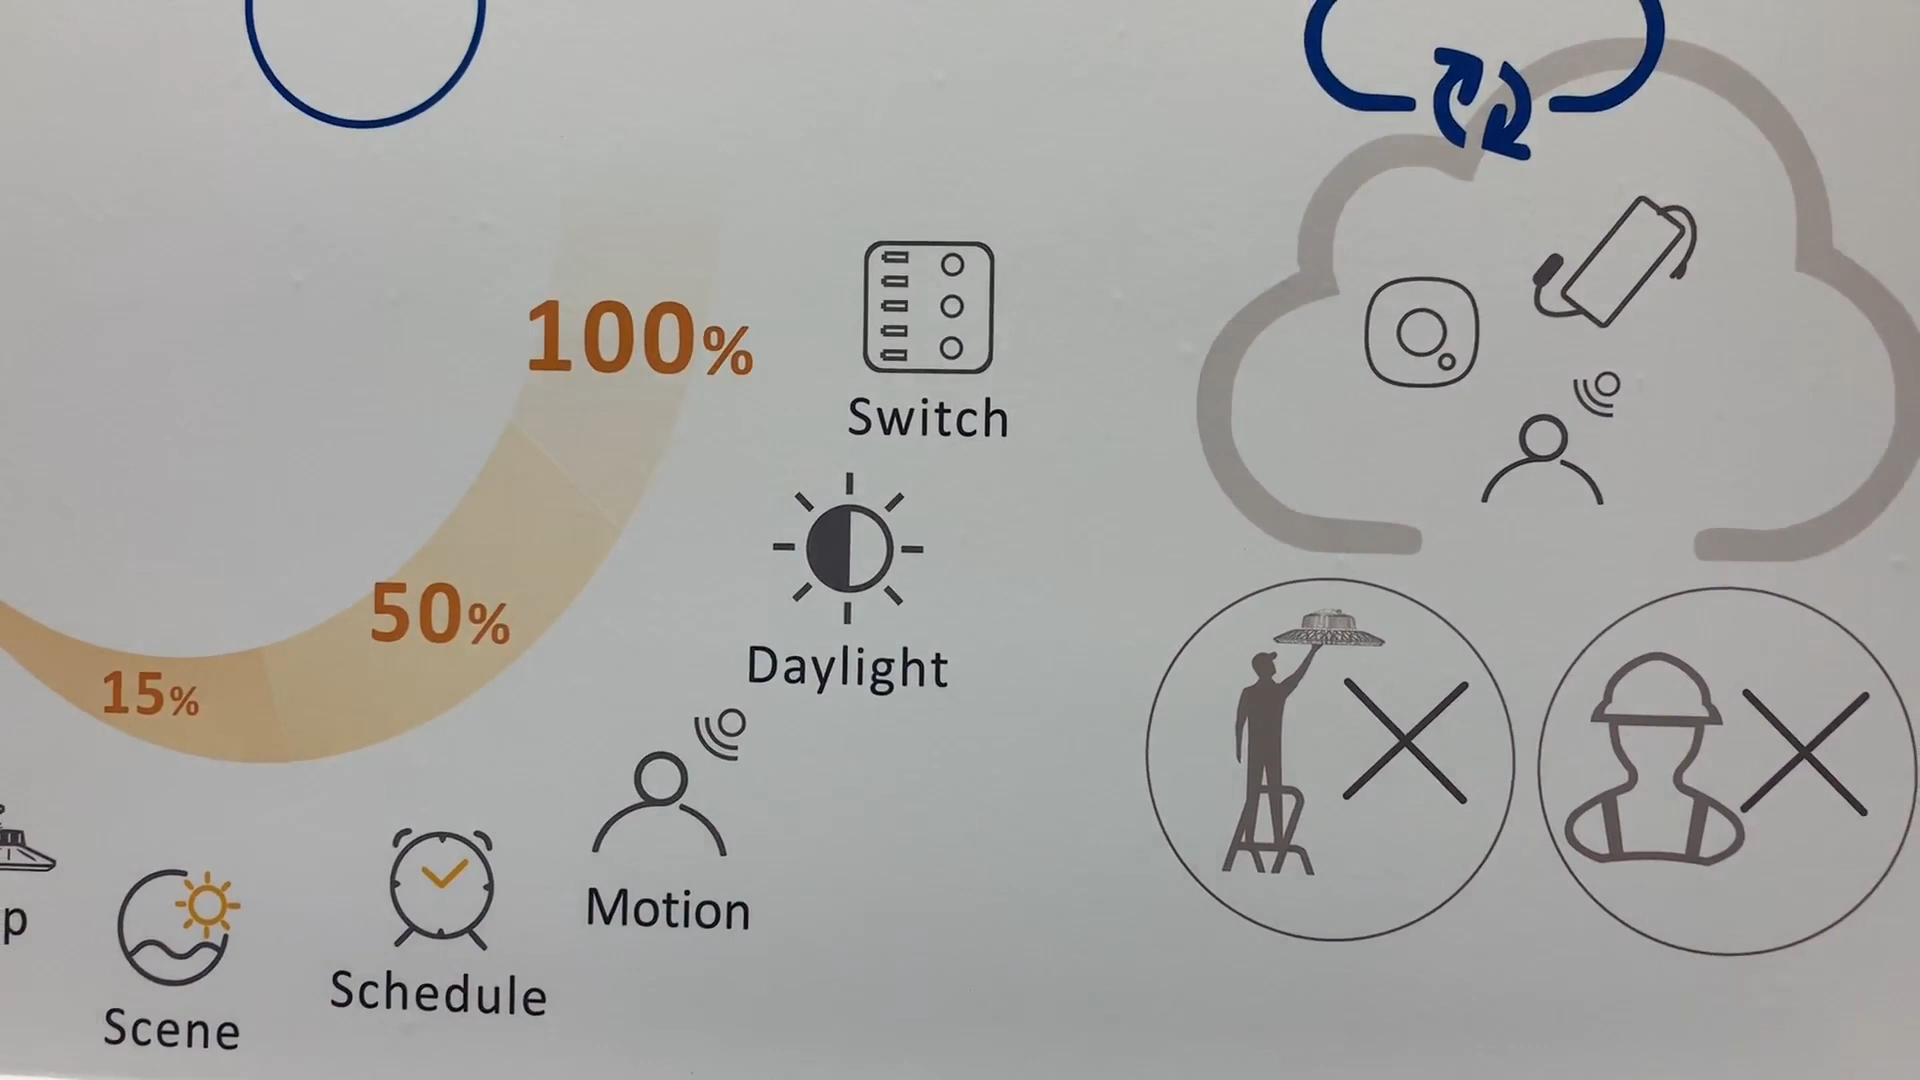 100%
Switch
50%
Daylight
15%
Motion
p
Schedule
Scene